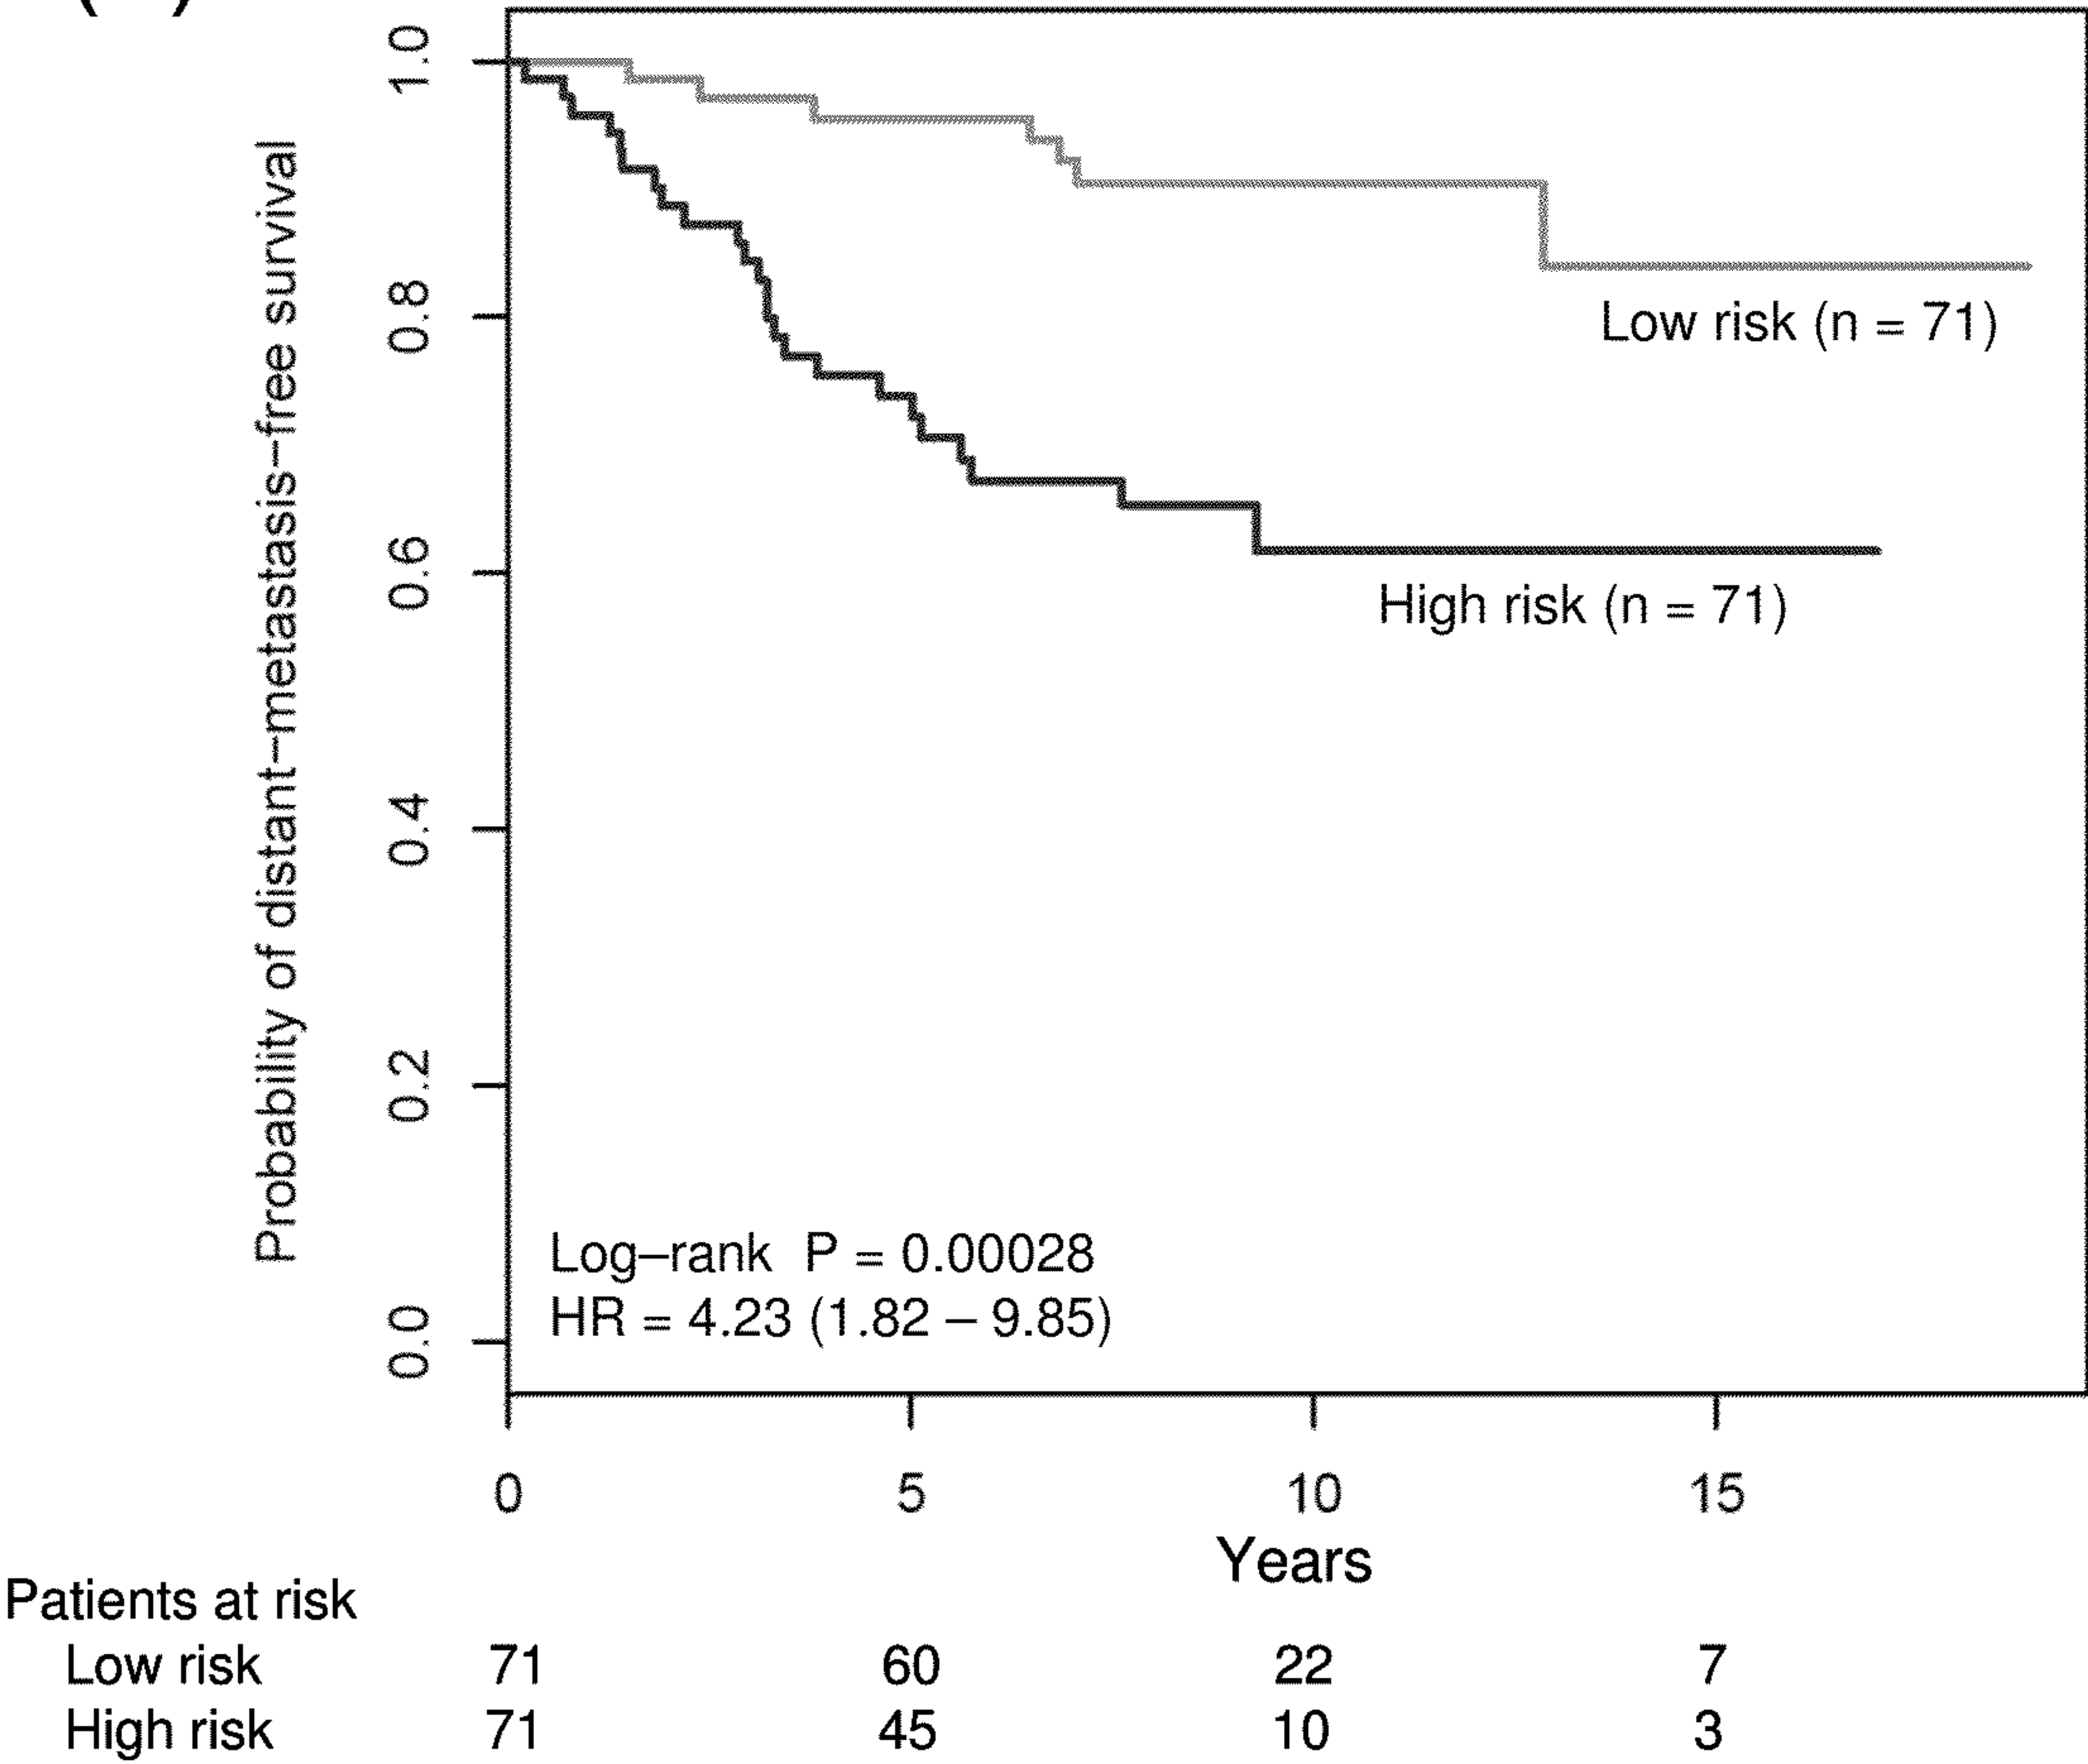 Probability of distant–metastasis–free survival
1.0
0.8
0.6
0.4
0.2
0.0
Low risk (n = 71)
High risk (n = 71)
Log–rank P = 0.00028
HR = 4.23 (1.82 – 9.85)
0 5 10 15
Years
Patients at risk
Low risk 71 60 22 7
High risk 71 45 10 3